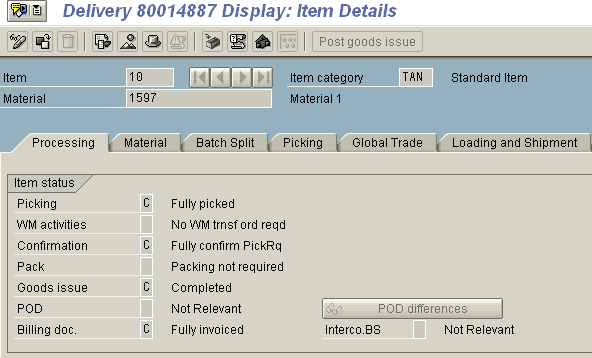 Delivery 80014887 Display: Item Details
Post goods issue
Item 10 Item category TAN Standard Item
Material 1597 Material 1
Processing Material Batch Split Picking Global Trade Loading and Shipment
Item status
Picking C Fully picked
WM activities No WM trnsf ord reqd
Confirmation C Fully confirm PickRq
Pack Packing not required
Goods issue C Completed
POD Not Relevant POD differences
Billing doc. C Fully invoiced Interco.BS Not Relevant